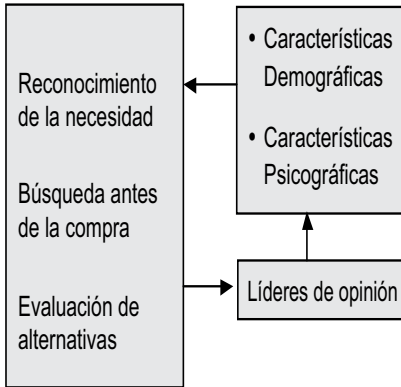 Reconocimiento
de la necesidad
Búsqueda antes
de la compra
Evaluación de
alternativas
• Características
Demográficas
• Características
Psicográficas
Líderes de opinión